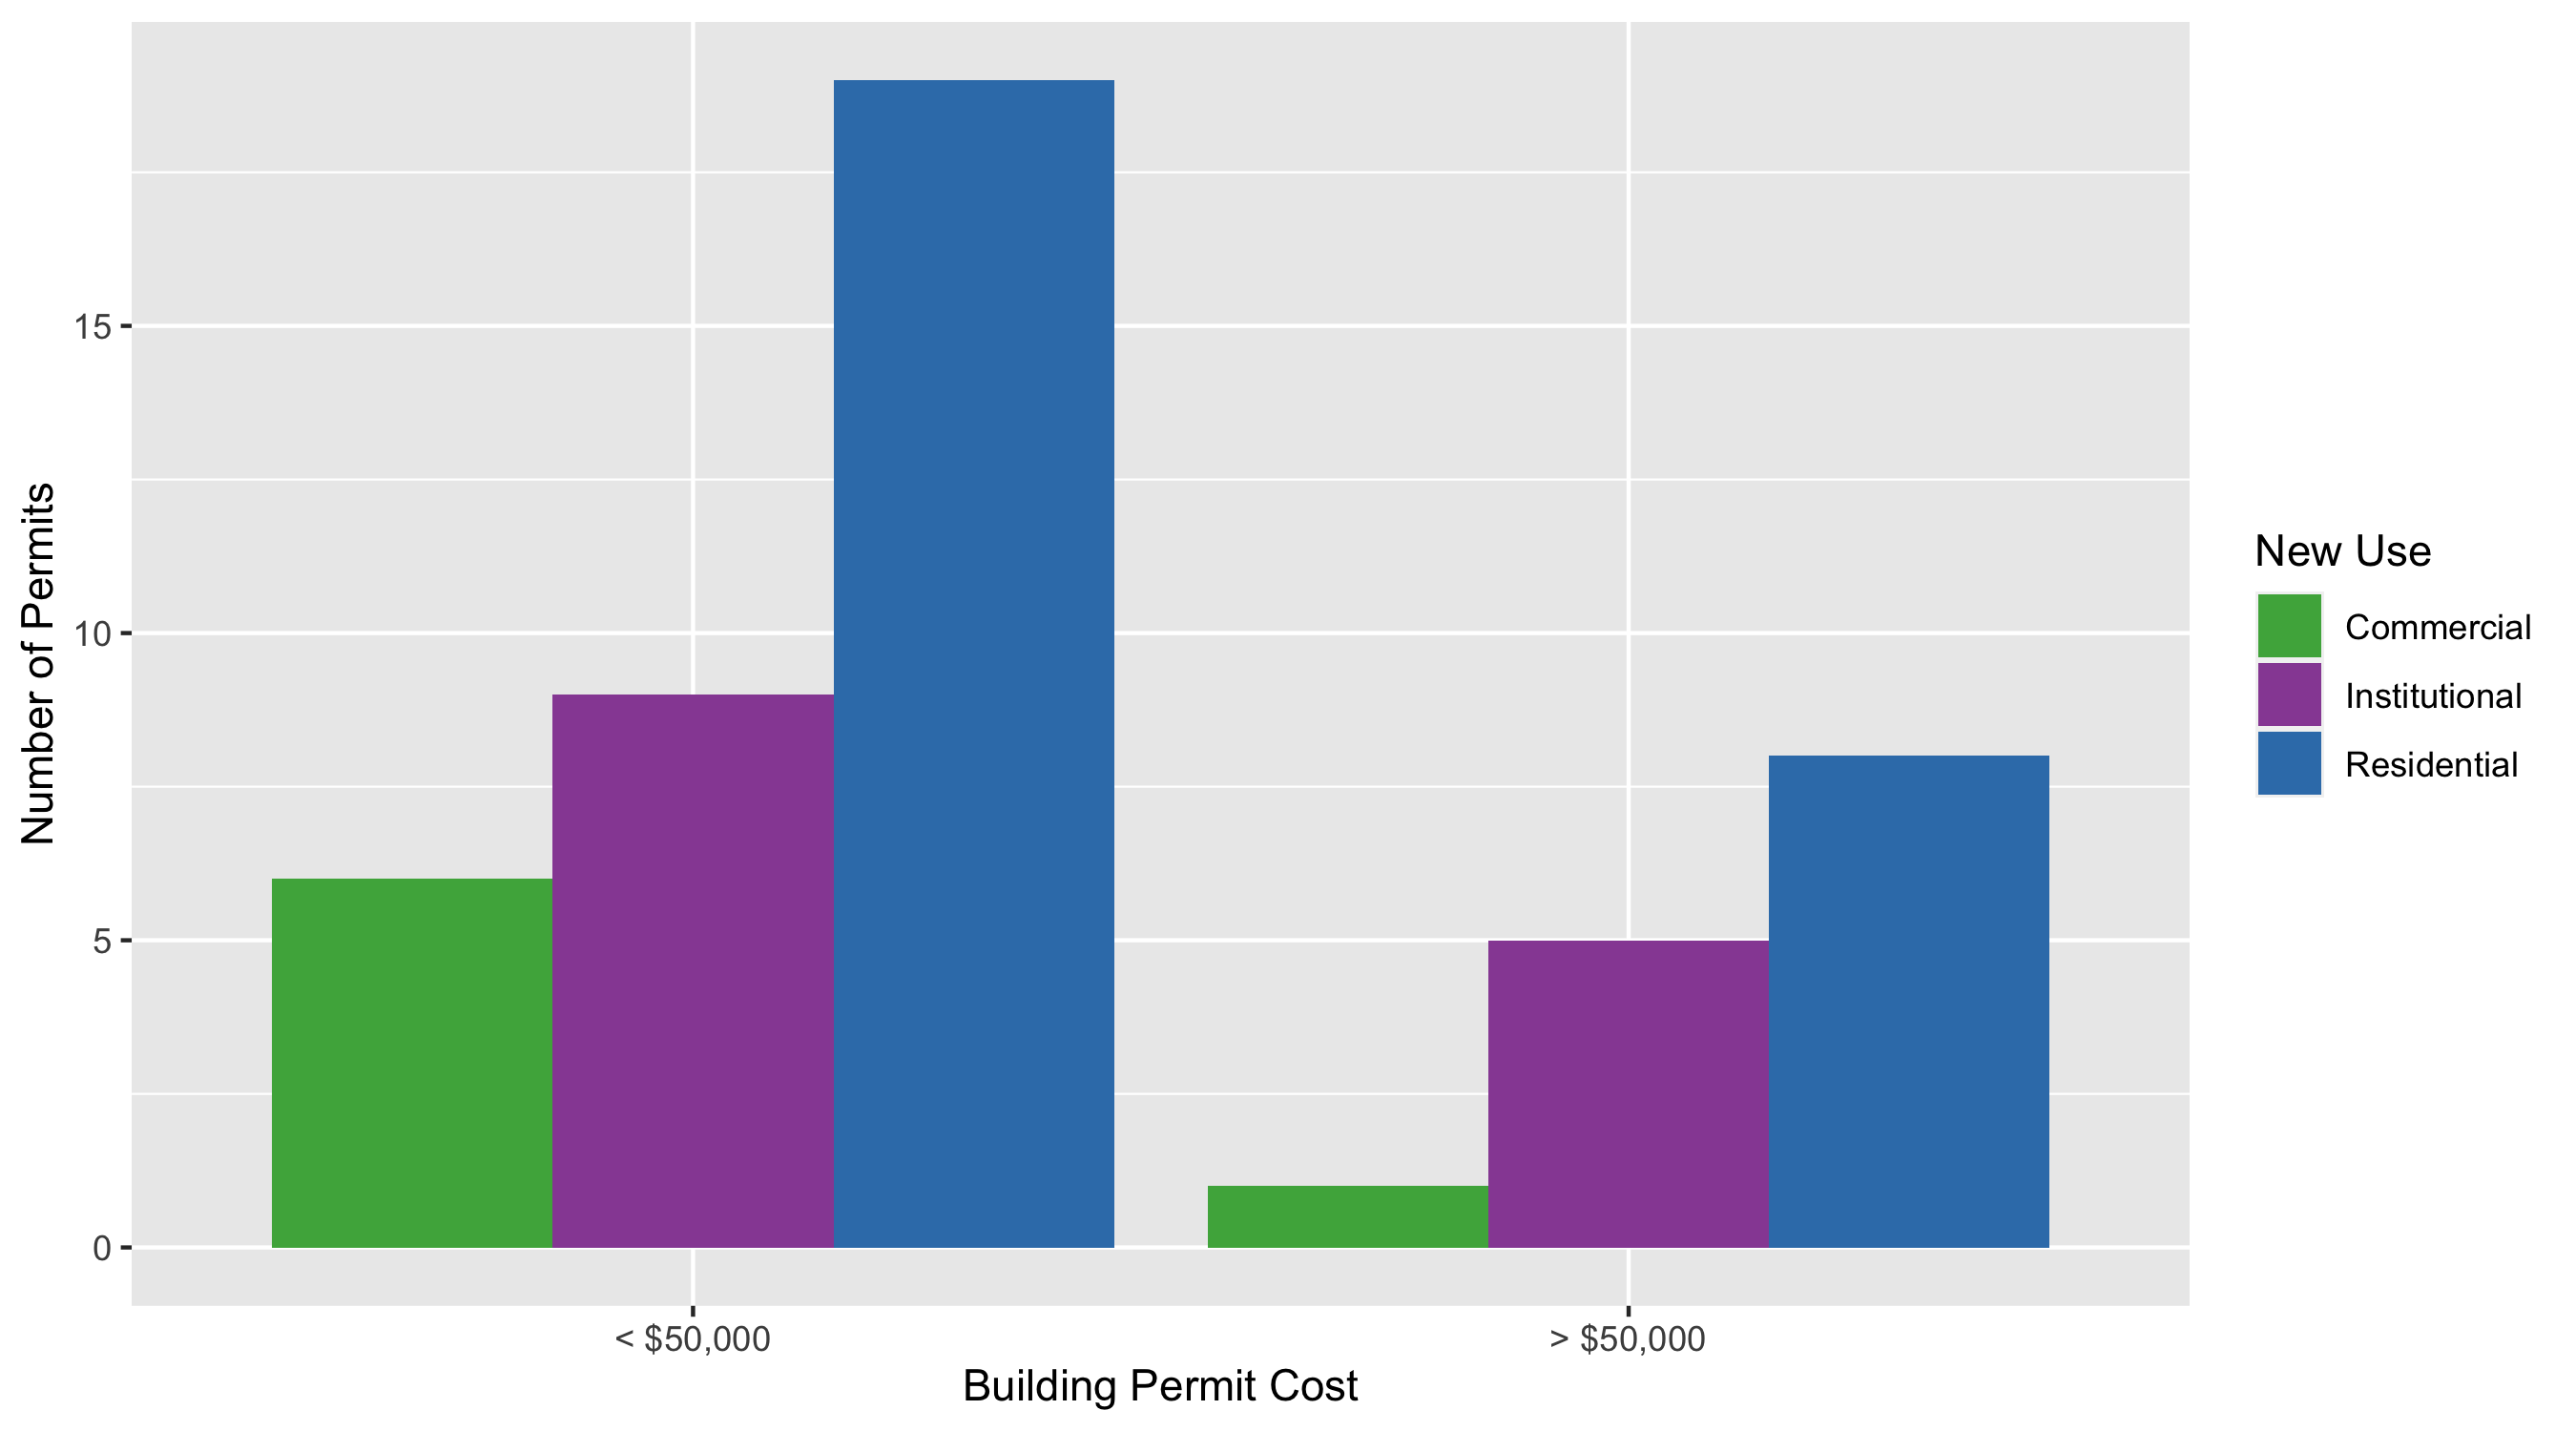 15
10
5
0
Number of Permits
< $50,000
> $50,000
Building Permit Cost
New Use
Commercial
Institutional
Residential